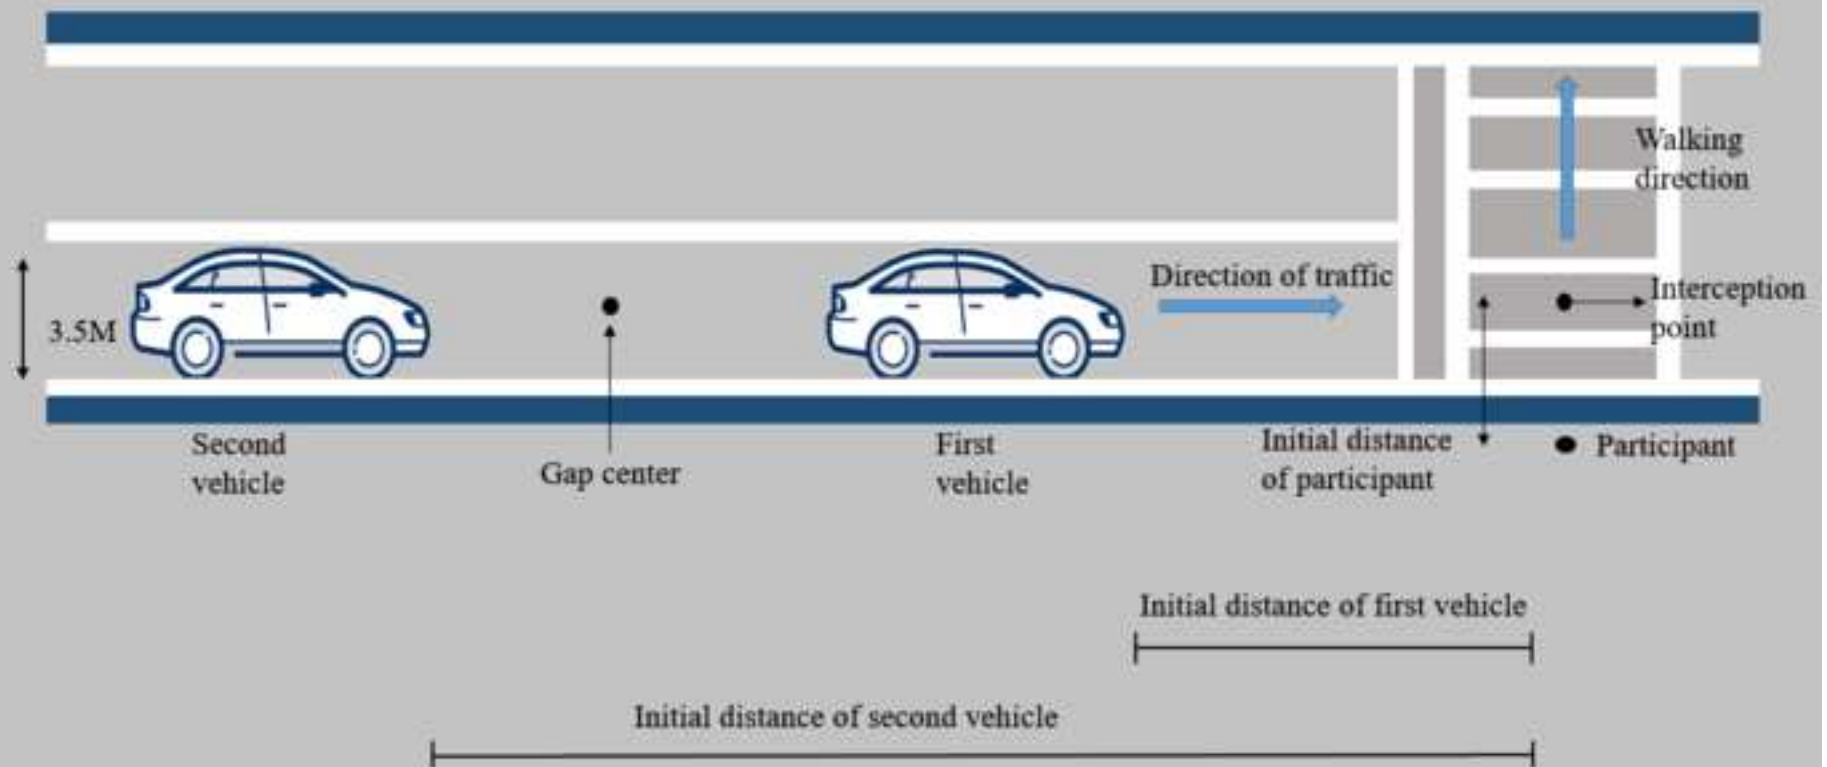 Walking
direction
Direction of traffic
Interception
point
3.5M
Second
vehicle
Gap center
First
vehicle
Initial distance
of participant
Participant
Initial distance of first vehicle
Initial distance of second vehicle